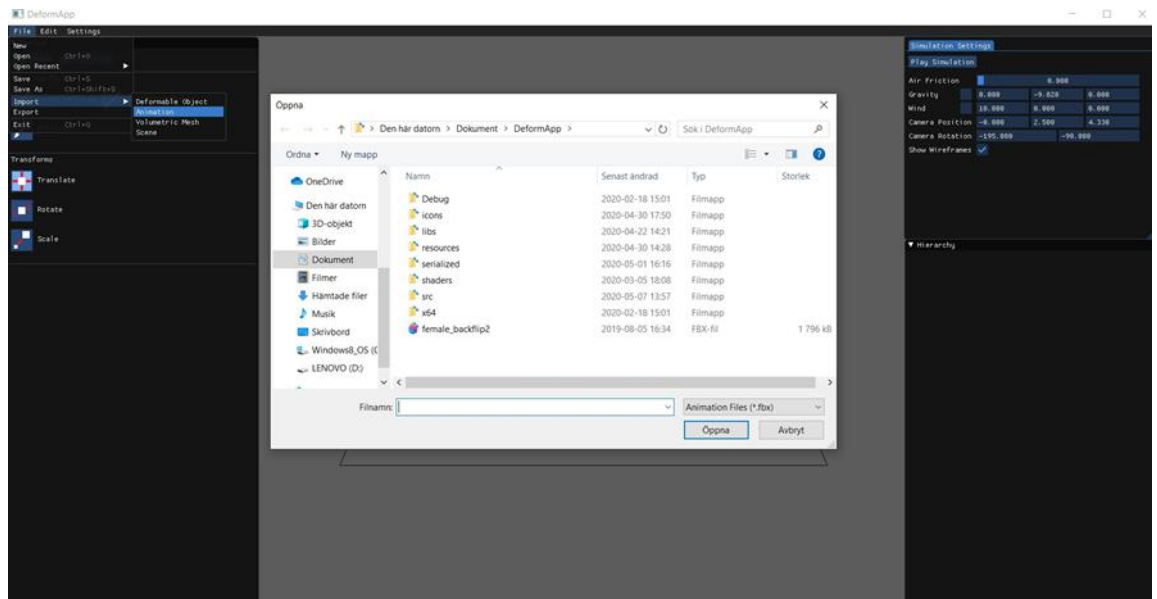 DeformApp
File Edit Settings
New
Open Ctrl+O
Open Recent
Save Ctrl+S
Save As Ctrl+Shift+S
Import
Export
Exit Ctrl+Q
Deformable Object
Animation
Volumetric Mesh
Scene
Transforms
Translate
Rotate
Scale
Öppna
Den här datorn > Dokument > DeformApp >
Sök i DeformApp
Ordna
Ny mapp
OneDrive
Den här datorn
3D-objekt
Bilder
Dokument
Filmer
Hämtade filer
Musik
Skrivbord
Windows8_OS (C
LENOVO (D:)
Namn Senast ändrad Typ Storlek
Debug 2020-02-18 15:01 Filmapp
icons 2020-04-30 17:50 Filmapp
libs 2020-04-22 14:21 Filmapp
resources 2020-04-30 14:28 Filmapp
serialized 2020-05-01 16:16 Filmapp
shaders 2020-03-05 18:08 Filmapp
src 2020-05-07 13:57 Filmapp
x64 2020-02-18 15:01 Filmapp
female_backflip2 2019-08-05 16:34 FBX-fil 1 796 kB
Filnamn:
Animation Files (*.fbx)
Öppna Avbryt
Simulation Settings
Play Simulation
Air Friction
Gravity 0.000 -9.820 0.000
Wind 10.000 0.000 0.000
Camera Position -0.000 2.500 4.330
Camera Rotation
Show Wireframes
Hierarchy